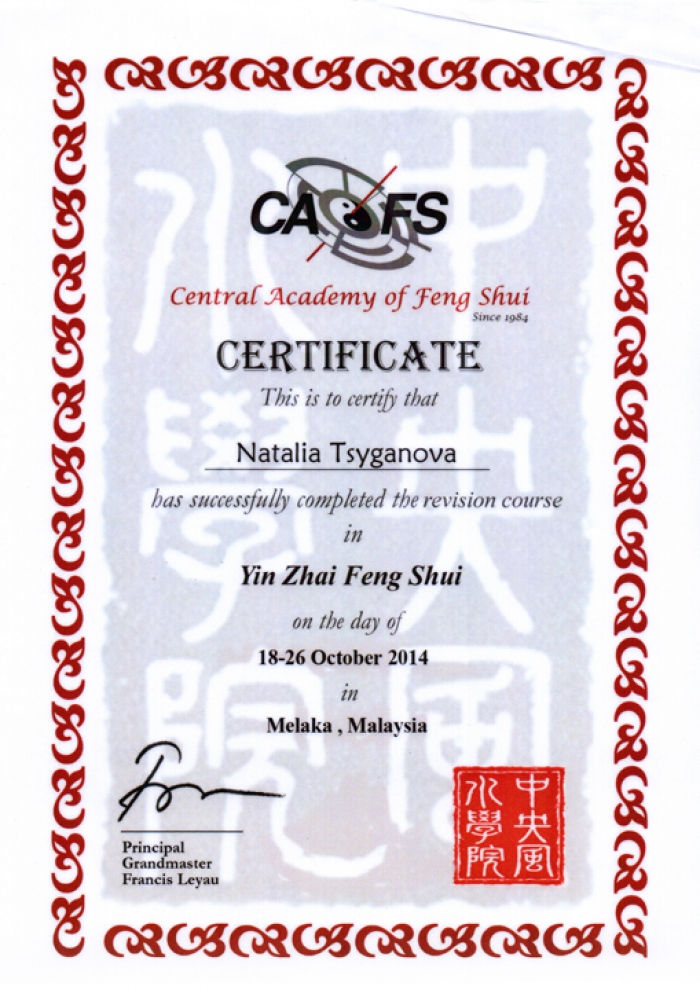 CAFS
Central Academy of Feng Shui
Since 1984
CERTIFICATE
This is to certify that
Natalia Tsyganova
has successfully completed the revision course
in
Yin Zhai Feng Shui
on the day of
18-26 October 2014
in
Melaka , Malaysia
Principal
Grandmaster
Francis Leyau
中央風
水學院